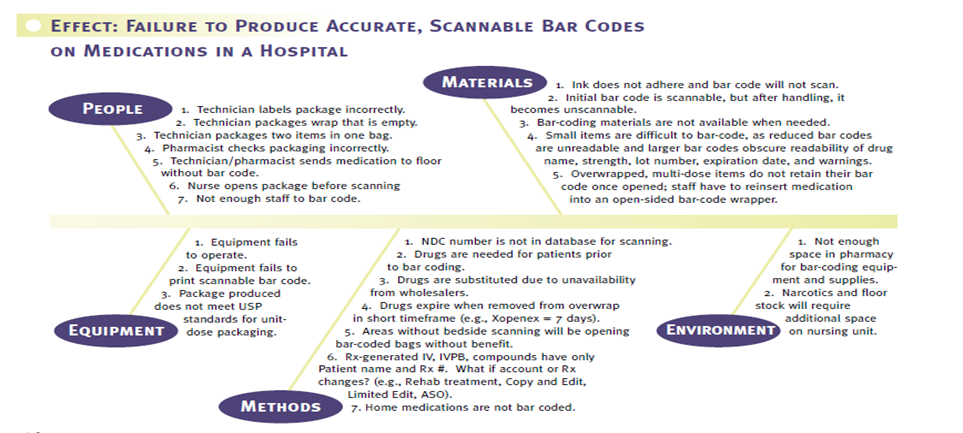 EFFECT: FAILURE TO PRODUCE ACCURATE, SCANNABLE BAR CODES
ON MEDICATIONS IN A HOSPITAL
PEOPLE
1. Technician labels package incorrectly.
2. Technician packages wrap that is empty.
3. Technician packages two items in one bag.
4. Pharmacist checks packaging incorrectly.
5. Technician/pharmacist sends medication to floor
without bar code.
6. Nurse opens package before scanning
7. Not enough staff to bar code.
MATERIALS
1. Ink does not adhere and bar code will not scan.
2. Initial bar code is scannable, but after handling, it
becomes unscannable.
3. Bar-coding materials are not available when needed.
4. Small items are difficult to bar-code, as reduced bar codes
are unreadable and larger bar codes obscure readability of drug
name, strength, lot number, expiration date, and warnings.
5. Overwrapped, multi-dose items do not retain their bar
code once opened; staff have to reinsert medication
into an open-sided bar-code wrapper.
1. Equipment fails
to operate.
2. Equipment fails to
print scannable bar code.
3. Package produced
does not meet USP
standards for unit-
dose packaging.
EQUIPMENT
1. NDC number is not in database for scanning.
2. Drugs are needed for patients prior
to bar coding.
3. Drugs are substituted due to unavailability
from wholesalers.
4. Drugs expire when removed from overwrap
in short timeframe (e.g., Xopenex = 7 days).
5. Areas without bedside scanning will be opening
bar-coded bags without benefit.
6. Rx-generated IV, IVPB, compounds have only
Patient name and Rx #. What if account or Rx
changes? (e.g., Rehab treatment, Copy and Edit,
Limited Edit, ASO).
7. Home medications are not bar coded.
METHODS
1. Not enough
space in pharmacy
for bar-coding equip-
ment and supplies.
2. Narcotics and floor
stock will require
additional space
on nursing unit.
ENVIRONMENT